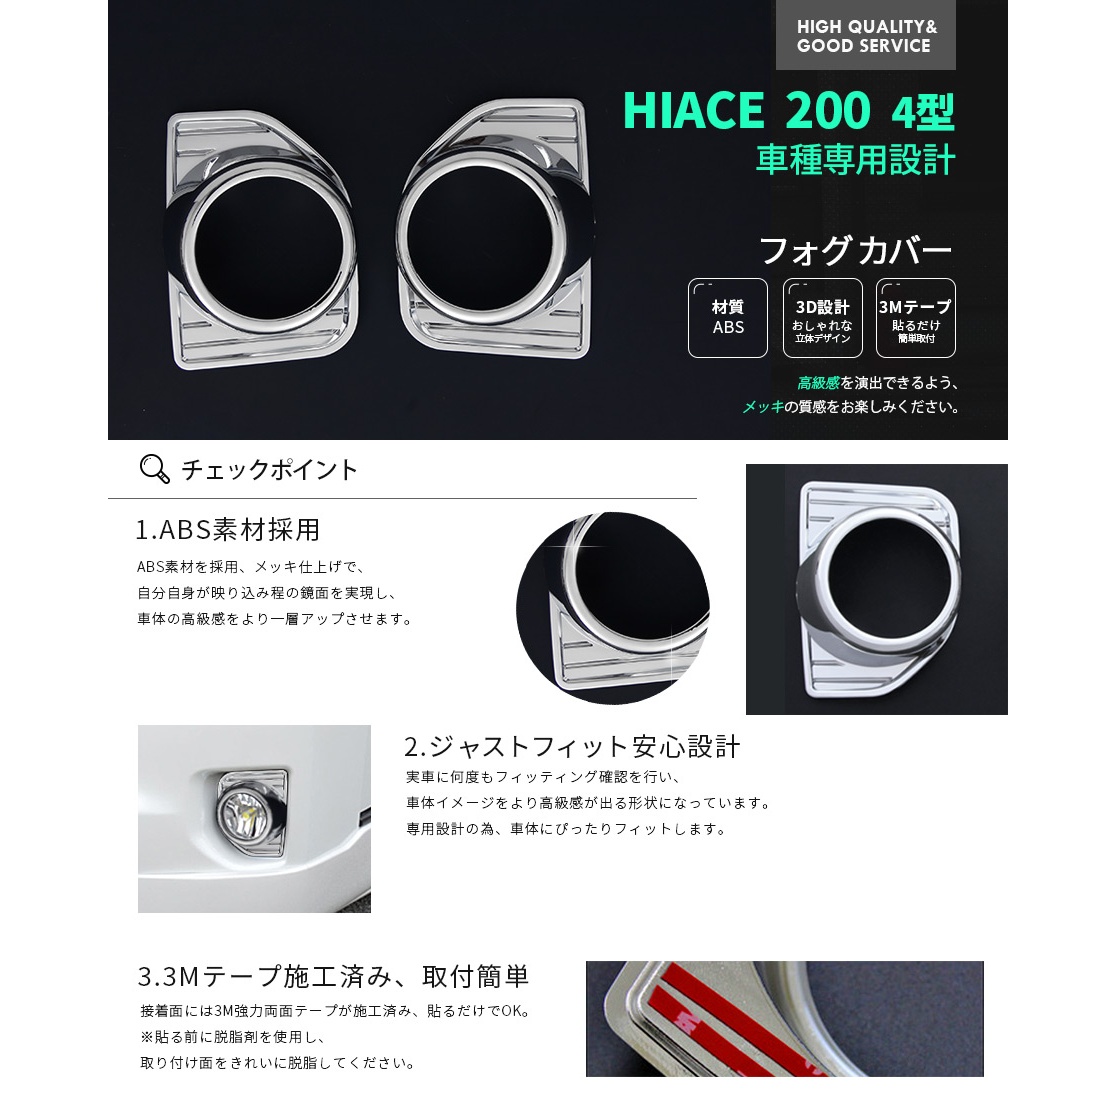 HIGH QUALITY&
GOOD SERVICE
HIACE 200 4型
車種専用設計
フォグカバー
材質
ABS
3D設計
おしゃれな
立体デザイン
3Mテープ
貼るだけ
簡単取付
高級感を演出できるよう、
メッキの質感をお楽しみください。
チェックポイント
1.ABS素材採用
ABS素材を採用、メッキ仕上げで、
自分自身が映り込み程の鏡面を実現し、
車体の高級感をより一層アップさせます。
2.ジャストフィット安心設計
実車に何度もフィッティング確認を行い、
車体イメージをより高級感が出る形状になっています。
専用設計の為、車体にぴったりフィットします。
3.3Mテープ施工済み、取付簡単
接着面には3M強力両面テープが施工済み、貼るだけでOK。
※貼る前に脱脂剤を使用し、
取り付け面をきれいに脱脂してください。